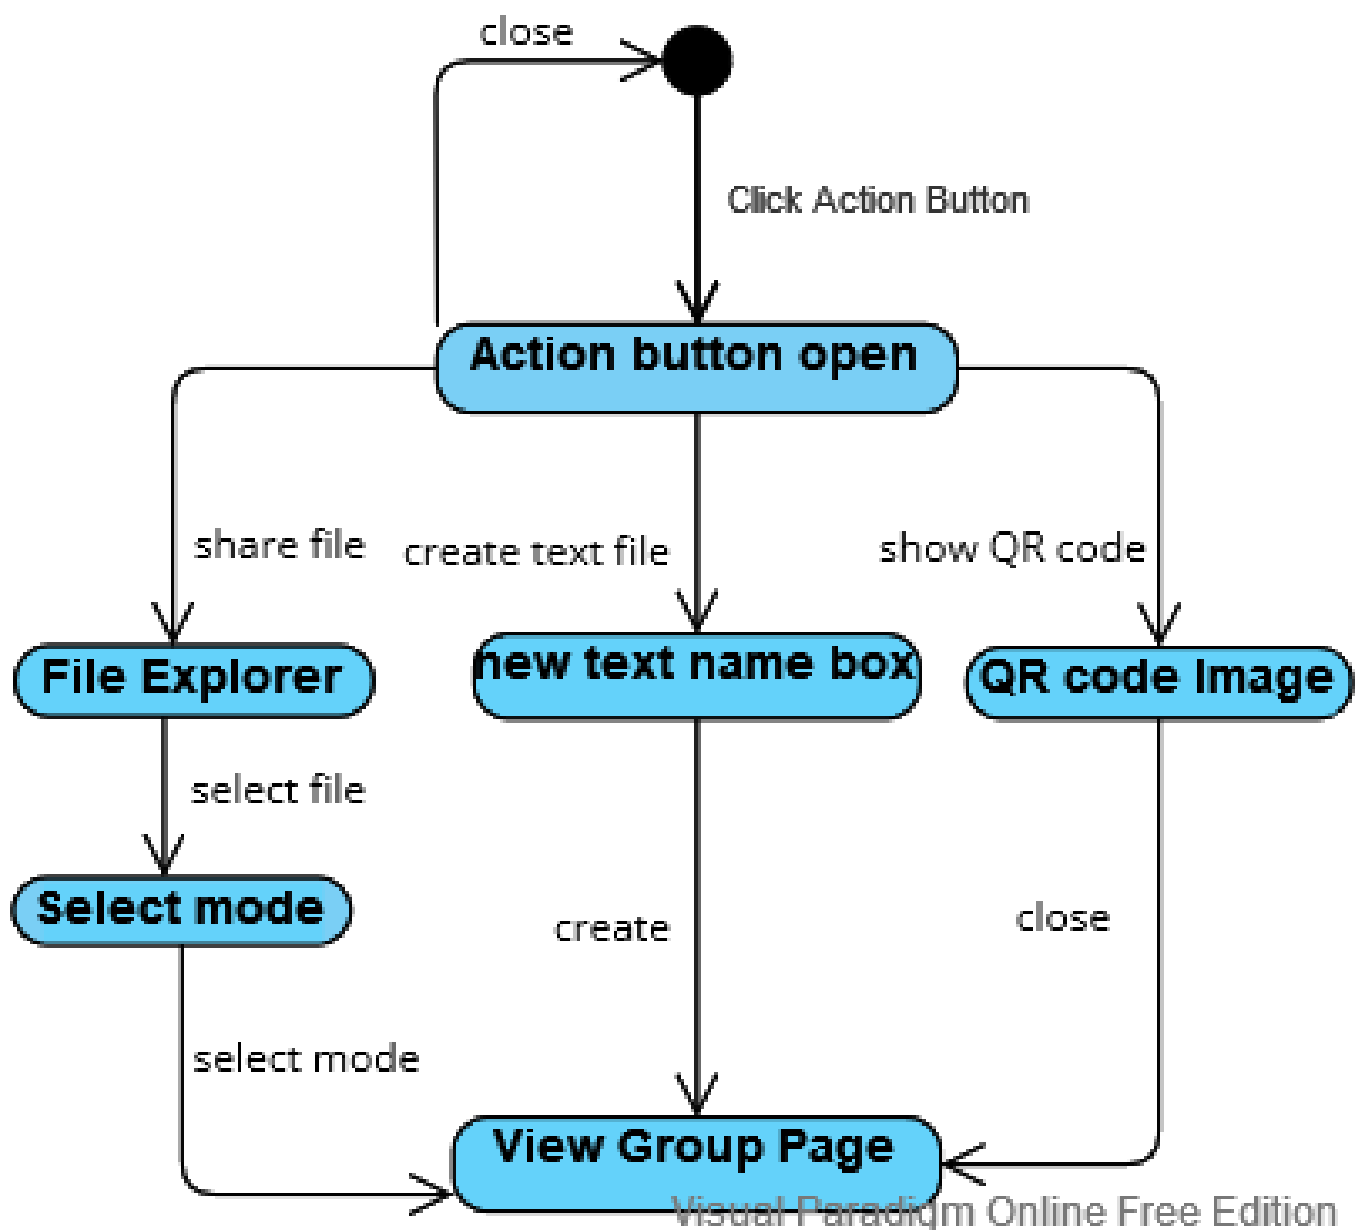 close
Click Action Button
Action button open
share file
create text file
show QR code
File Explorer
new text name box
QR code Image
select file
Select mode
create
close
select mode
View Group Page
Visual Paradigm Online Free Edition